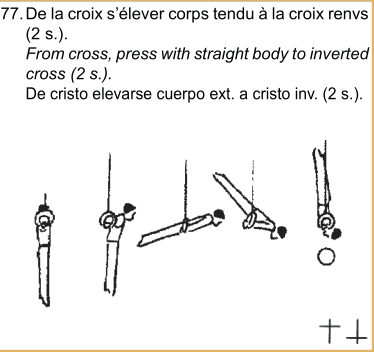 77. De la croix s'élever corps tendu à la croix renvs
(2 s.).
From cross, press with straight body to inverted
cross (2 s.).
De cristo elevarse cuerpo ext. a cristo inv. (2 s.).